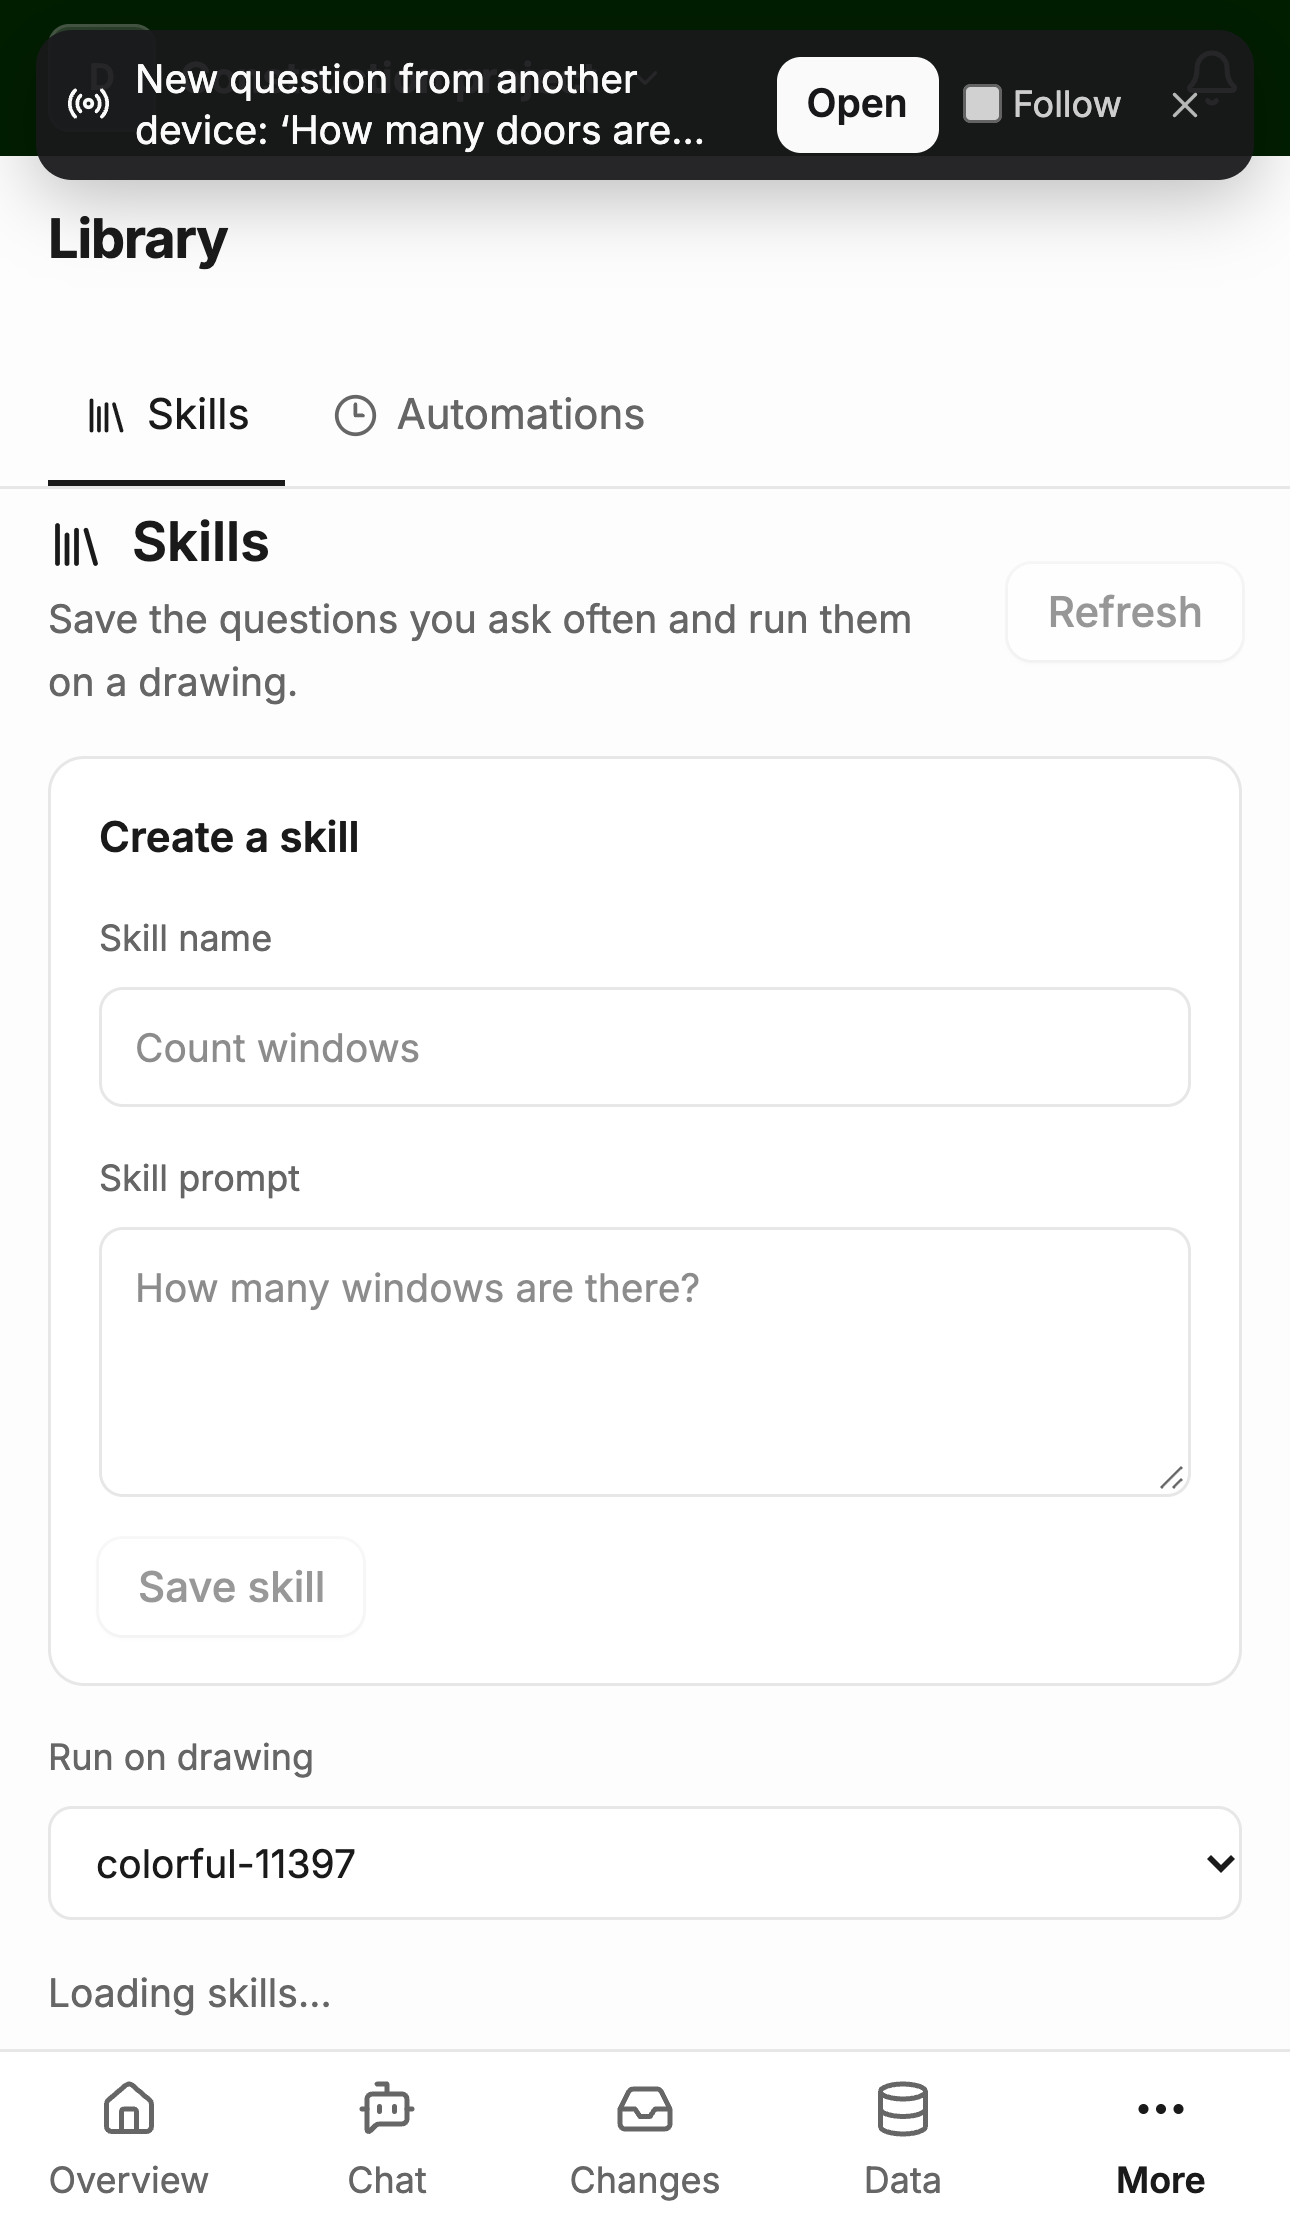 New question from another
device: ‘How many doors are...
Open
Follow
Library
Skills
Automations
Skills
Save the questions you ask often and run them
on a drawing.
Refresh
Create a skill
Skill name
Count windows
Skill prompt
How many windows are there?
Save skill
Run on drawing
colorful-11397
Loading skills...
Overview
Chat
Changes
Data
More